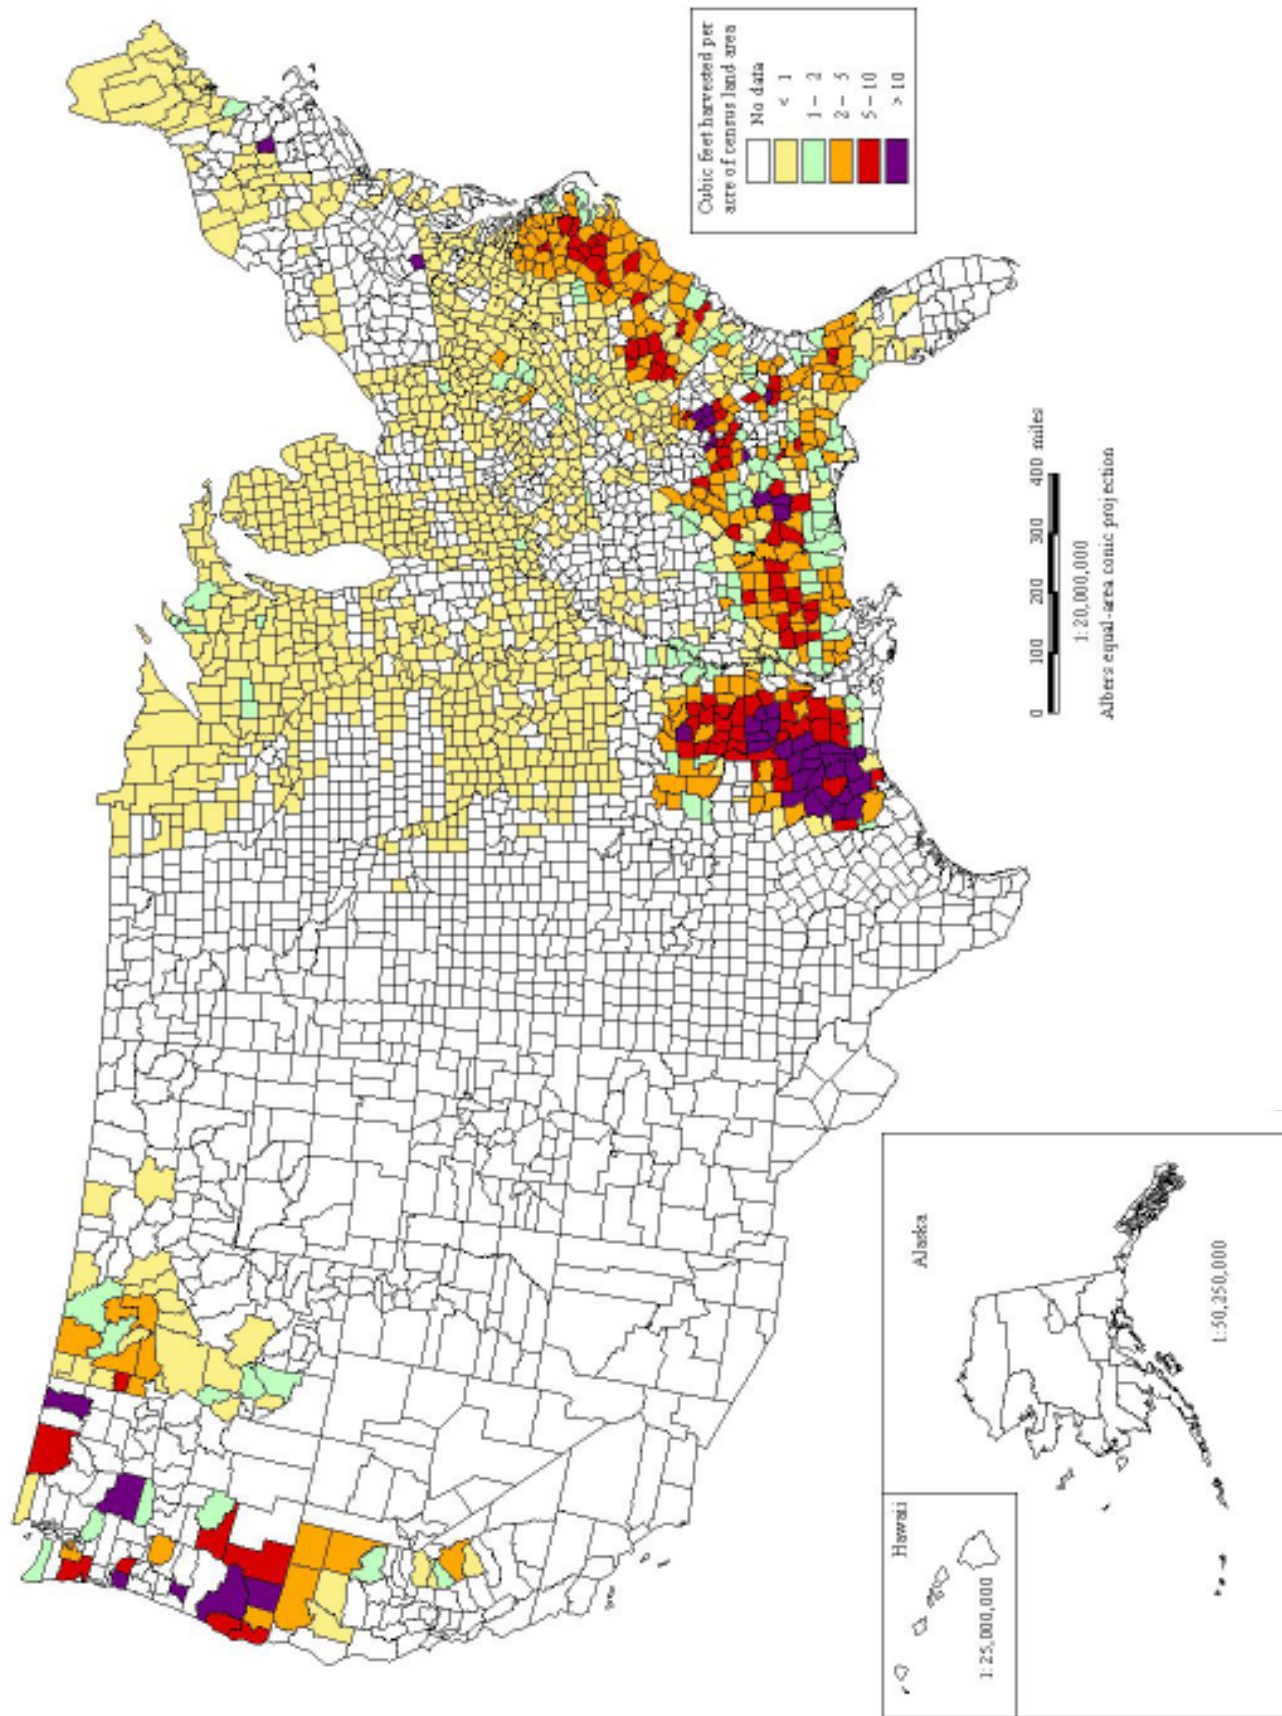 Cubic feet harvested per
acre of census land area
No data
< 1
1 – 2
2 – 5
5 – 10
> 10
0 100 200 300 400 miles
1:20,000,000
Albers equal-area conic projection
Alaska
1:50,250,000
Hawaii
1:25,000,000